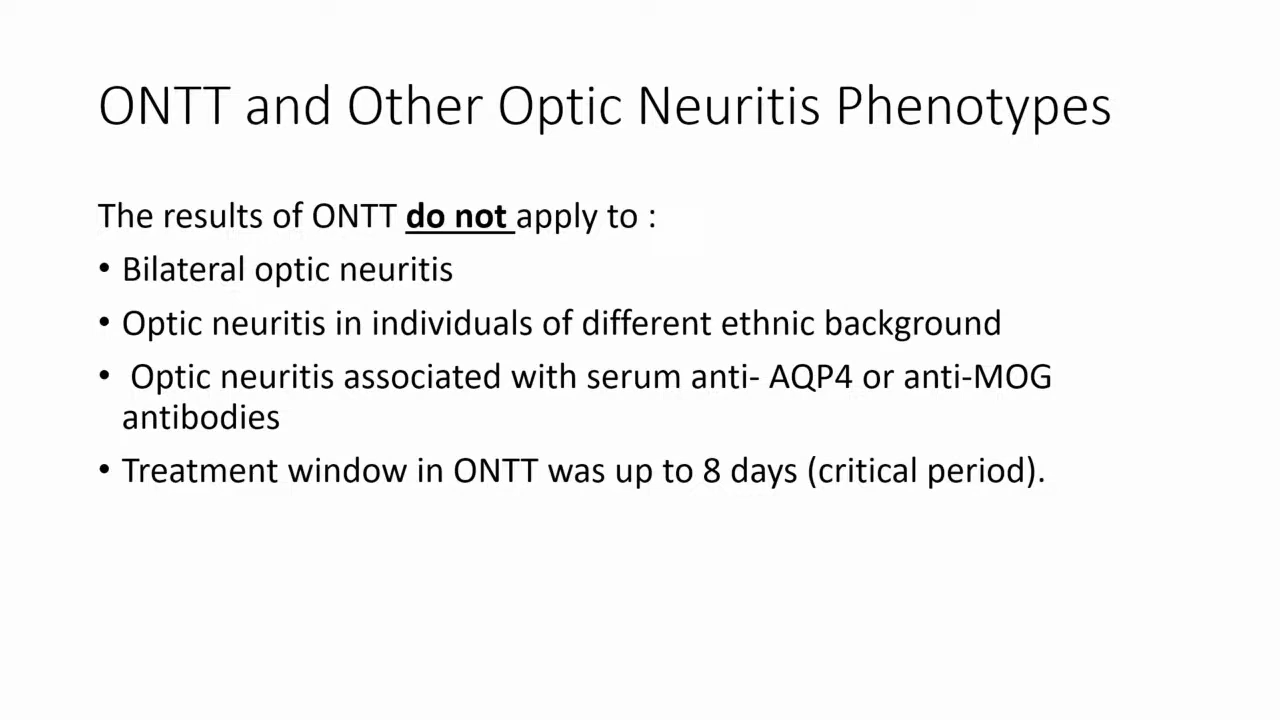 ONTT and Other Optic Neuritis Phenotypes
The results of ONTT do not apply to :
• Bilateral optic neuritis
• Optic neuritis in individuals of different ethnic background
• Optic neuritis associated with serum anti- AQP4 or anti-MOG
antibodies
• Treatment window in ONTT was up to 8 days (critical period).